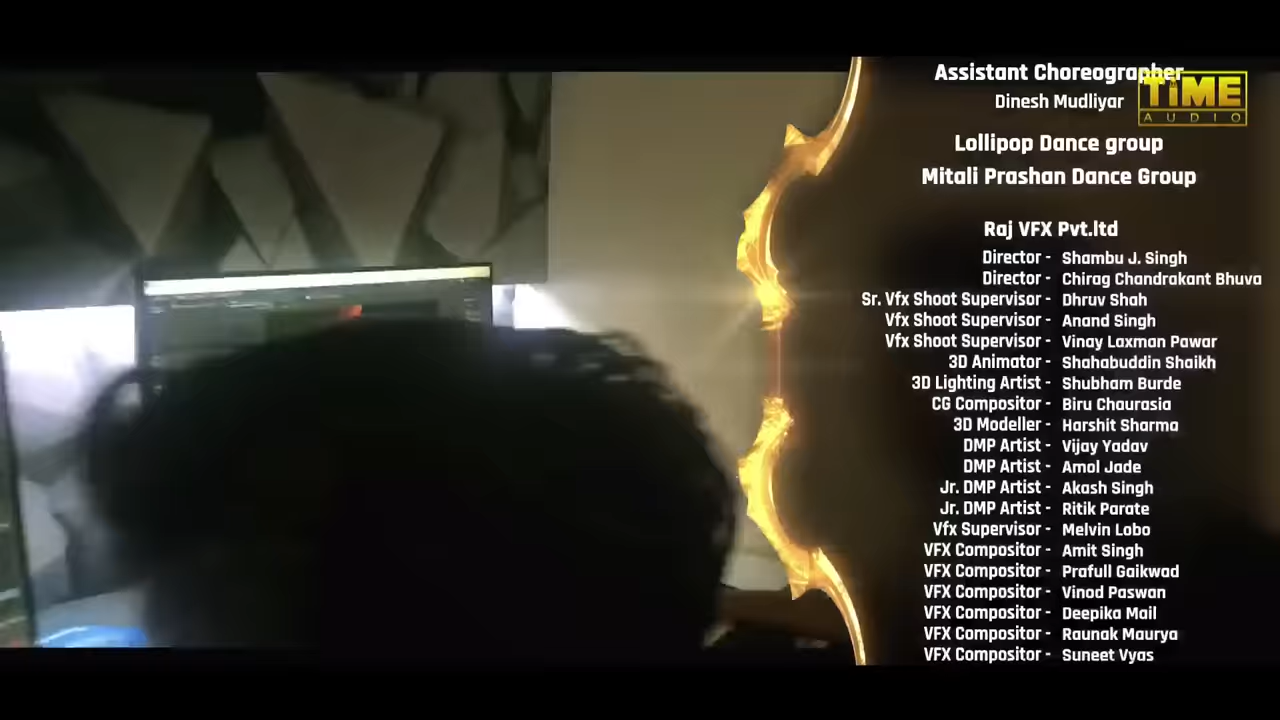 Assistant Choreographer
TiME
AUDIO
Dinesh Mudliyar
Lollipop Dance group
Mitali Prashan Dance Group
Raj VFX Pvt.ltd
Director - Shambu J. Singh
Director - Chirag Chandrakant Bhuva
Sr. Vfx Shoot Supervisor - Dhruv Shah
Vfx Shoot Supervisor - Anand Singh
Vfx Shoot Supervisor - Vinay Laxman Pawar
3D Animator - Shahabuddin Shaikh
3D Lighting Artist - Shubham Burde
CG Compositor - Biru Chaurasia
3D Modeller - Harshit Sharma
DMP Artist - Vijay Yadav
DMP Artist - Amol Jade
Jr. DMP Artist - Akash Singh
Jr. DMP Artist - Ritik Parate
Vfx Supervisor - Melvin Lobo
VFX Compositor - Amit Singh
VFX Compositor - Prafull Gaikwad
VFX Compositor - Vinod Paswan
VFX Compositor - Deepika Mail
VFX Compositor - Raunak Maurya
VFX Compositor - Suneet Vyas